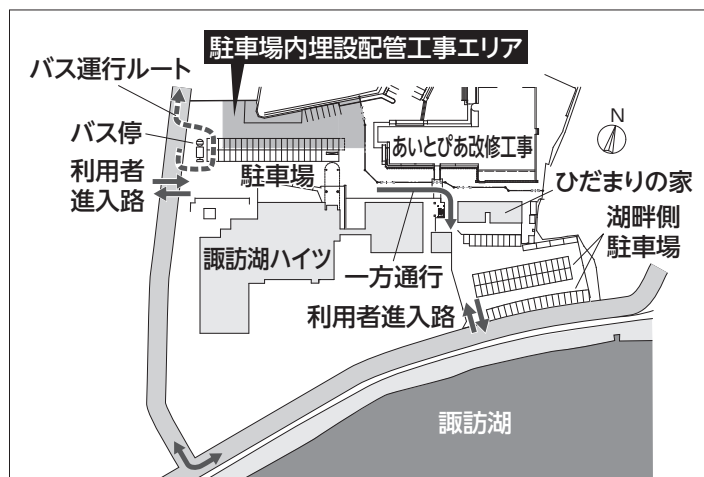 駐車場内埋設配管工事エリア
バス運行ルート
バス停
利用者
進入路
駐車場
あいとぴあ改修工事
N
ひだまりの家
湖畔側
駐車場
諏訪湖ハイツ
一方通行
利用者進入路
諏訪湖